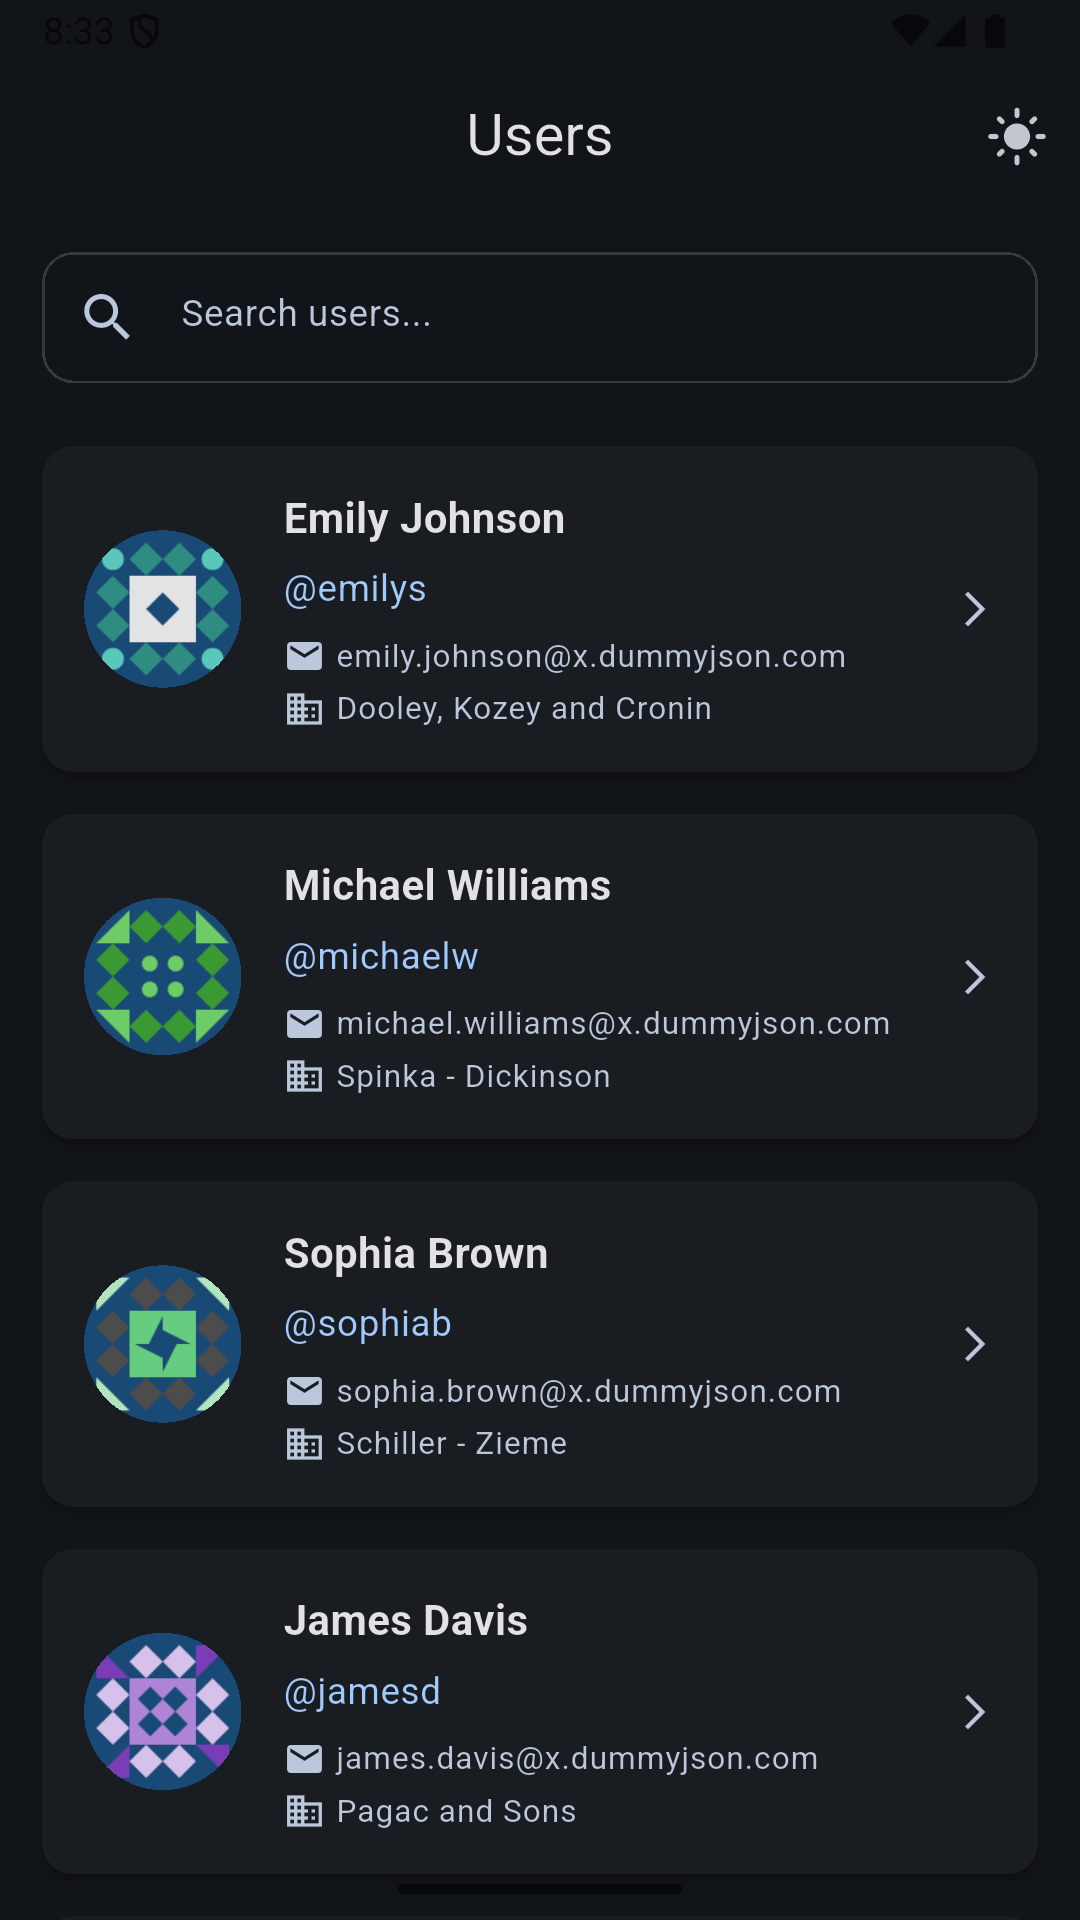 8:33
Users
Search users...
Emily Johnson
@emilys
emily.johnson@x.dummyjson.com
Dooley, Kozey and Cronin
Michael Williams
@michaelw
michael.williams@x.dummyjson.com
Spinka - Dickinson
Sophia Brown
@sophiab
sophia.brown@x.dummyjson.com
Schiller - Zieme
James Davis
@jamesd
james.davis@x.dummyjson.com
Pagac and Sons